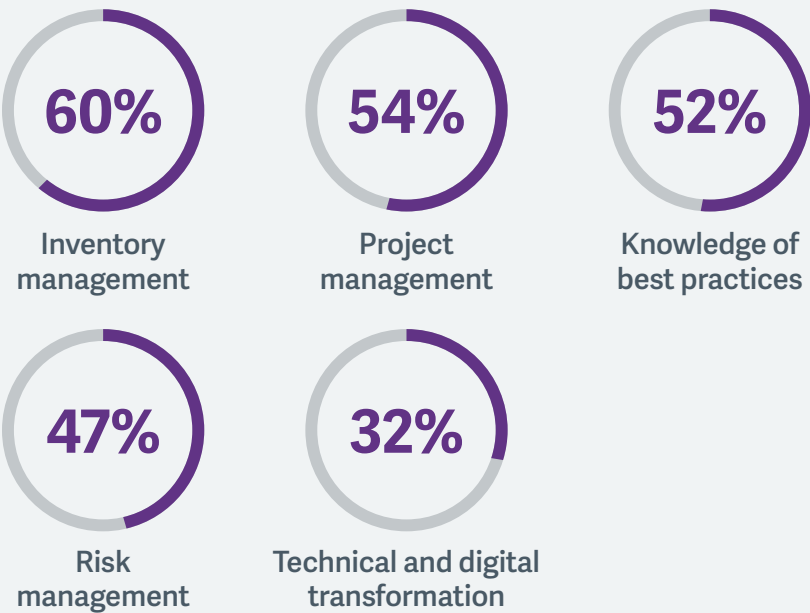 60%
Inventory
management
54%
Project
management
52%
Knowledge of
best practices
47%
Risk
management
32%
Technical and digital
transformation